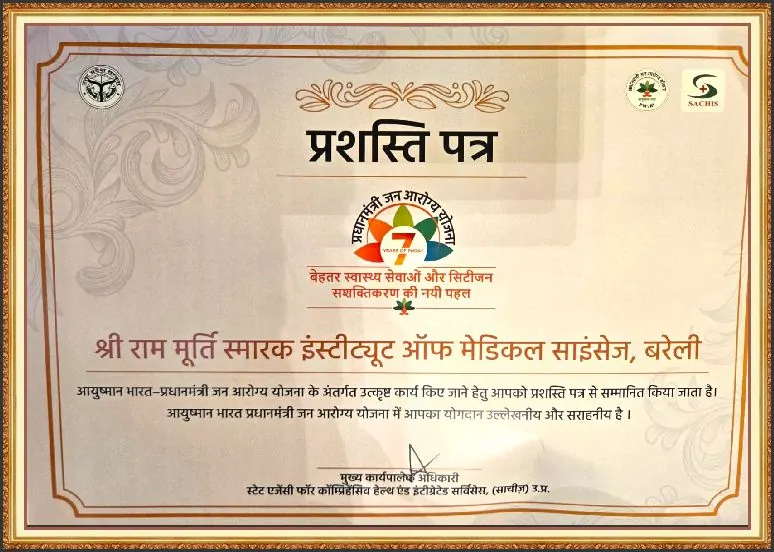 प्रशस्ति पत्र
SACHIS
प्रधानमंत्री जन आरोग्य योजना
7
YEARS OF PMJAY
बेहतर स्वास्थ्य सेवाओं और सिटीजन
सशक्तिकरण की नयी पहल
श्री राम मूर्ति स्मारक इंस्टीट्यूट ऑफ मेडिकल साइंसेज, बरेली
आयुष्मान भारत–प्रधानमंत्री जन आरोग्य योजना के अंतर्गत उत्कृष्ट कार्य किए जाने हेतु आपको प्रशस्ति पत्र से सम्मानित किया जाता है।
आयुष्मान भारत प्रधानमंत्री जन आरोग्य योजना में आपका योगदान उल्लेखनीय और सराहनीय है ।
मुख्य कार्यपालक अधिकारी
स्टेट एजेंसी फॉर कॉम्प्रिहेंसिव हेल्थ एंड इंटीग्रेटेड सर्विसेस, (साचीज़) उ.प्र.